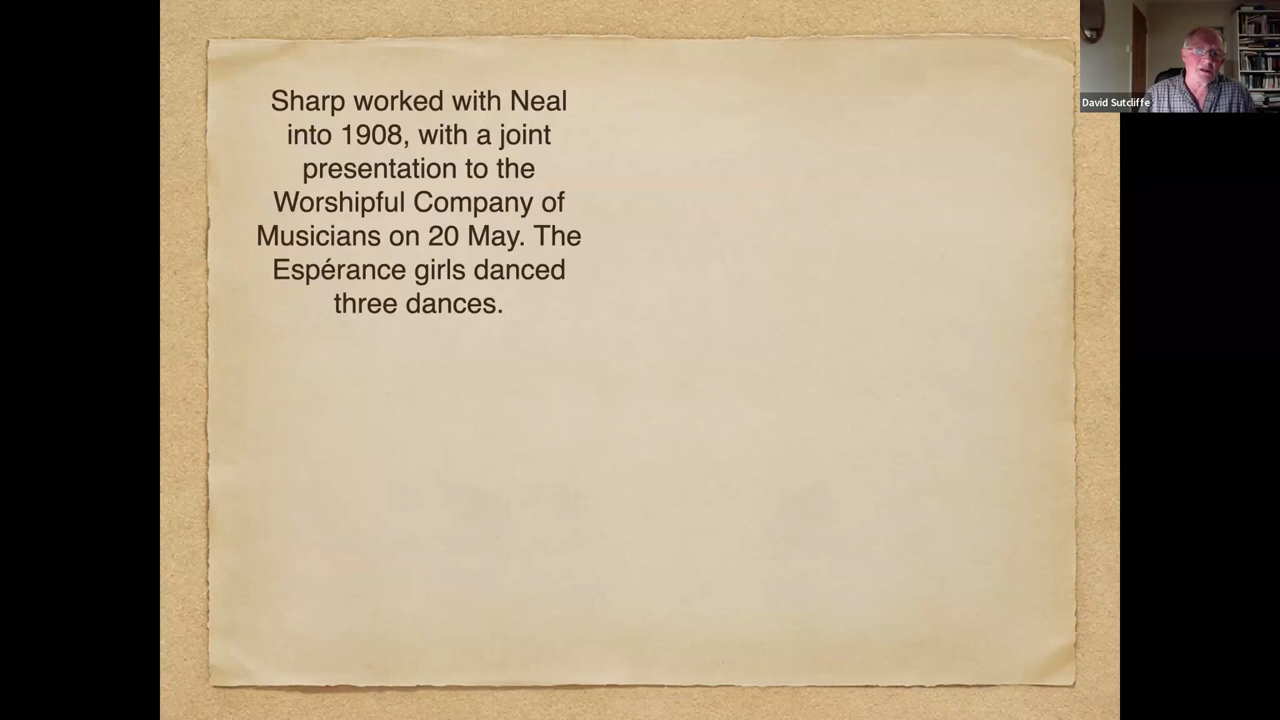 Sharp worked with Neal
into 1908, with a joint
presentation to the
Worshipful Company of
Musicians on 20 May. The
Espérance girls danced
three dances.
David Sutcliffe